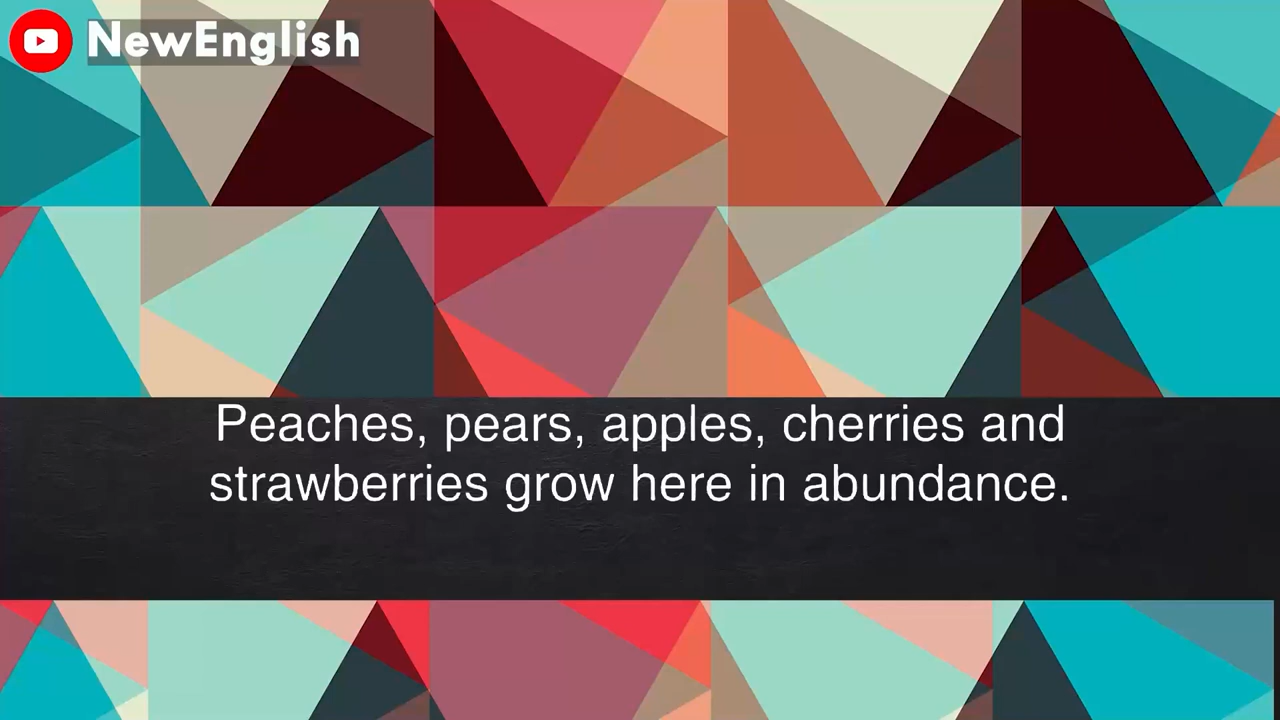 NewEnglish
Peaches, pears, apples, cherries and
strawberries grow here in abundance.